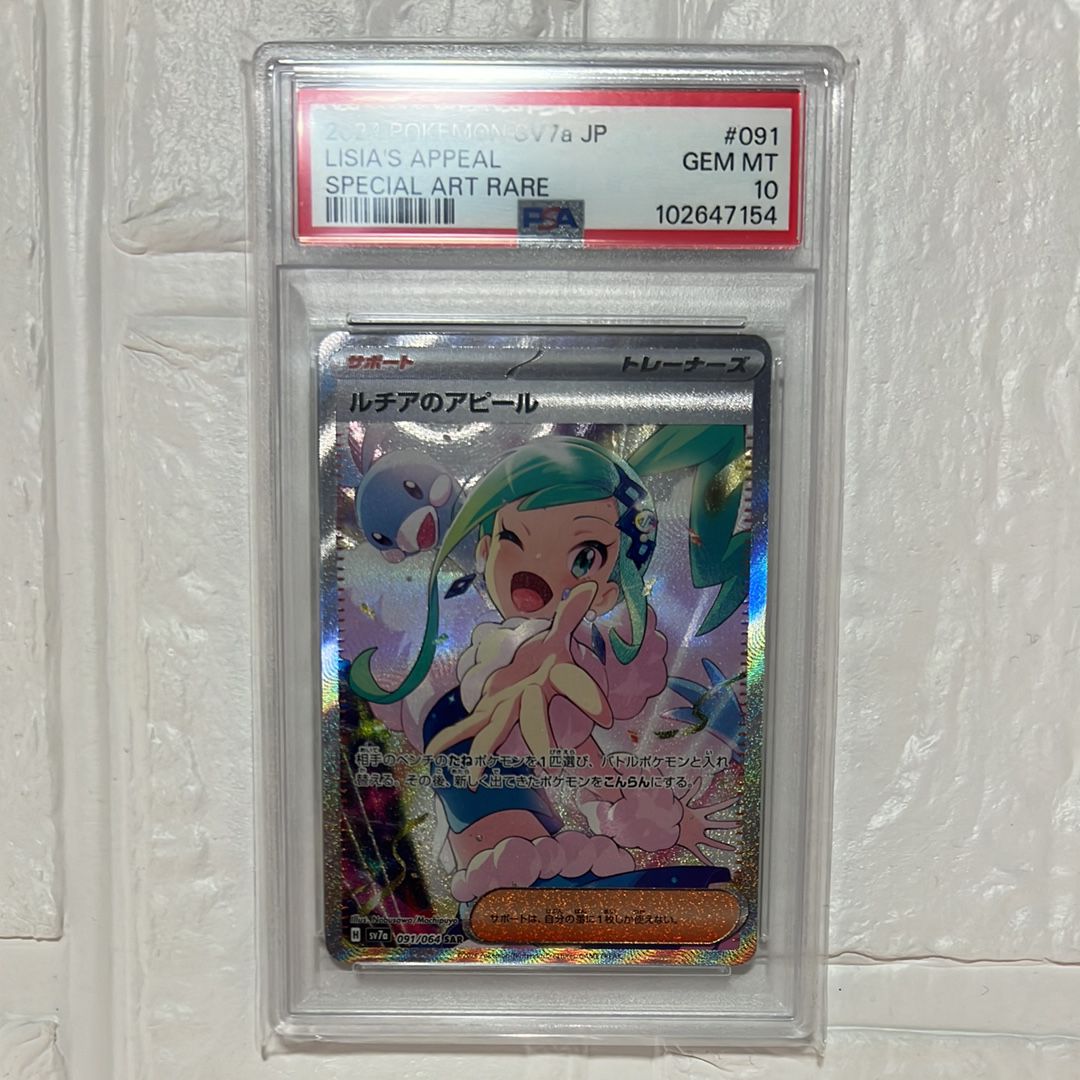 2024 POKEMON SV7a JP #091
LISIA'S APPEAL GEM MT
SPECIAL ART RARE 10
PSA 102647154
サポート トレーナーズ
ルチアのアピール
相手のベンチのたねポケモンを1匹選び、バトルポケモンと入れ
替える。その後、新しく出てきたポケモンをこんらんにする。
サポートは、自分の番に1枚しか使えない。
Illus. Nobusawa/Mochipuyo
H sv7a 091/064 SAR